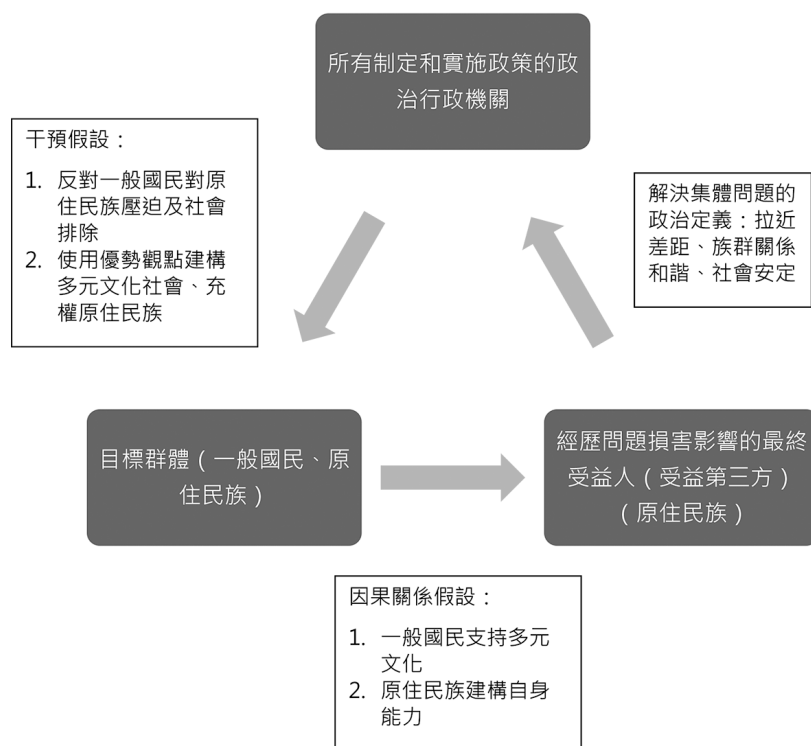 所有制定和實施政策的政
治行政機關
干預假設：
1. 反對一般國民對原
住民族壓迫及社會
排除
2. 使用優勢觀點建構
多元文化社會、充
權原住民族
解決集體問題的
政治定義：拉近
差距、族群關係
和諧、社會安定
目標群體（一般國民、原
住民族）
經歷問題損害影響的最終
受益人（受益第三方）
（原住民族）
因果關係假設：
1. 一般國民支持多元
文化
2. 原住民族建構自身
能力